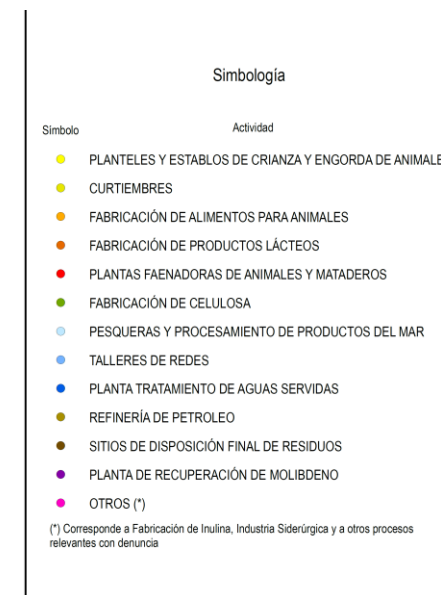 Simbología
Símbolo Actividad
PLANTELES Y ESTABLOS DE CRIANZA Y ENGORDA DE ANIMALE
CURTIEMBRES
FABRICACIÓN DE ALIMENTOS PARA ANIMALES
FABRICACIÓN DE PRODUCTOS LÁCTEOS
PLANTAS FAENADORAS DE ANIMALES Y MATADEROS
FABRICACIÓN DE CELULOSA
PESQUERAS Y PROCESAMIENTO DE PRODUCTOS DEL MAR
TALLERES DE REDES
PLANTA TRATAMIENTO DE AGUAS SERVIDAS
REFINERÍA DE PETROLEO
SITIOS DE DISPOSICIÓN FINAL DE RESIDUOS
PLANTA DE RECUPERACIÓN DE MOLIBDENO
OTROS (*)
(*) Corresponde a Fabricación de Inulina, Industria Siderúrgica y a otros procesos
relevantes con denuncia